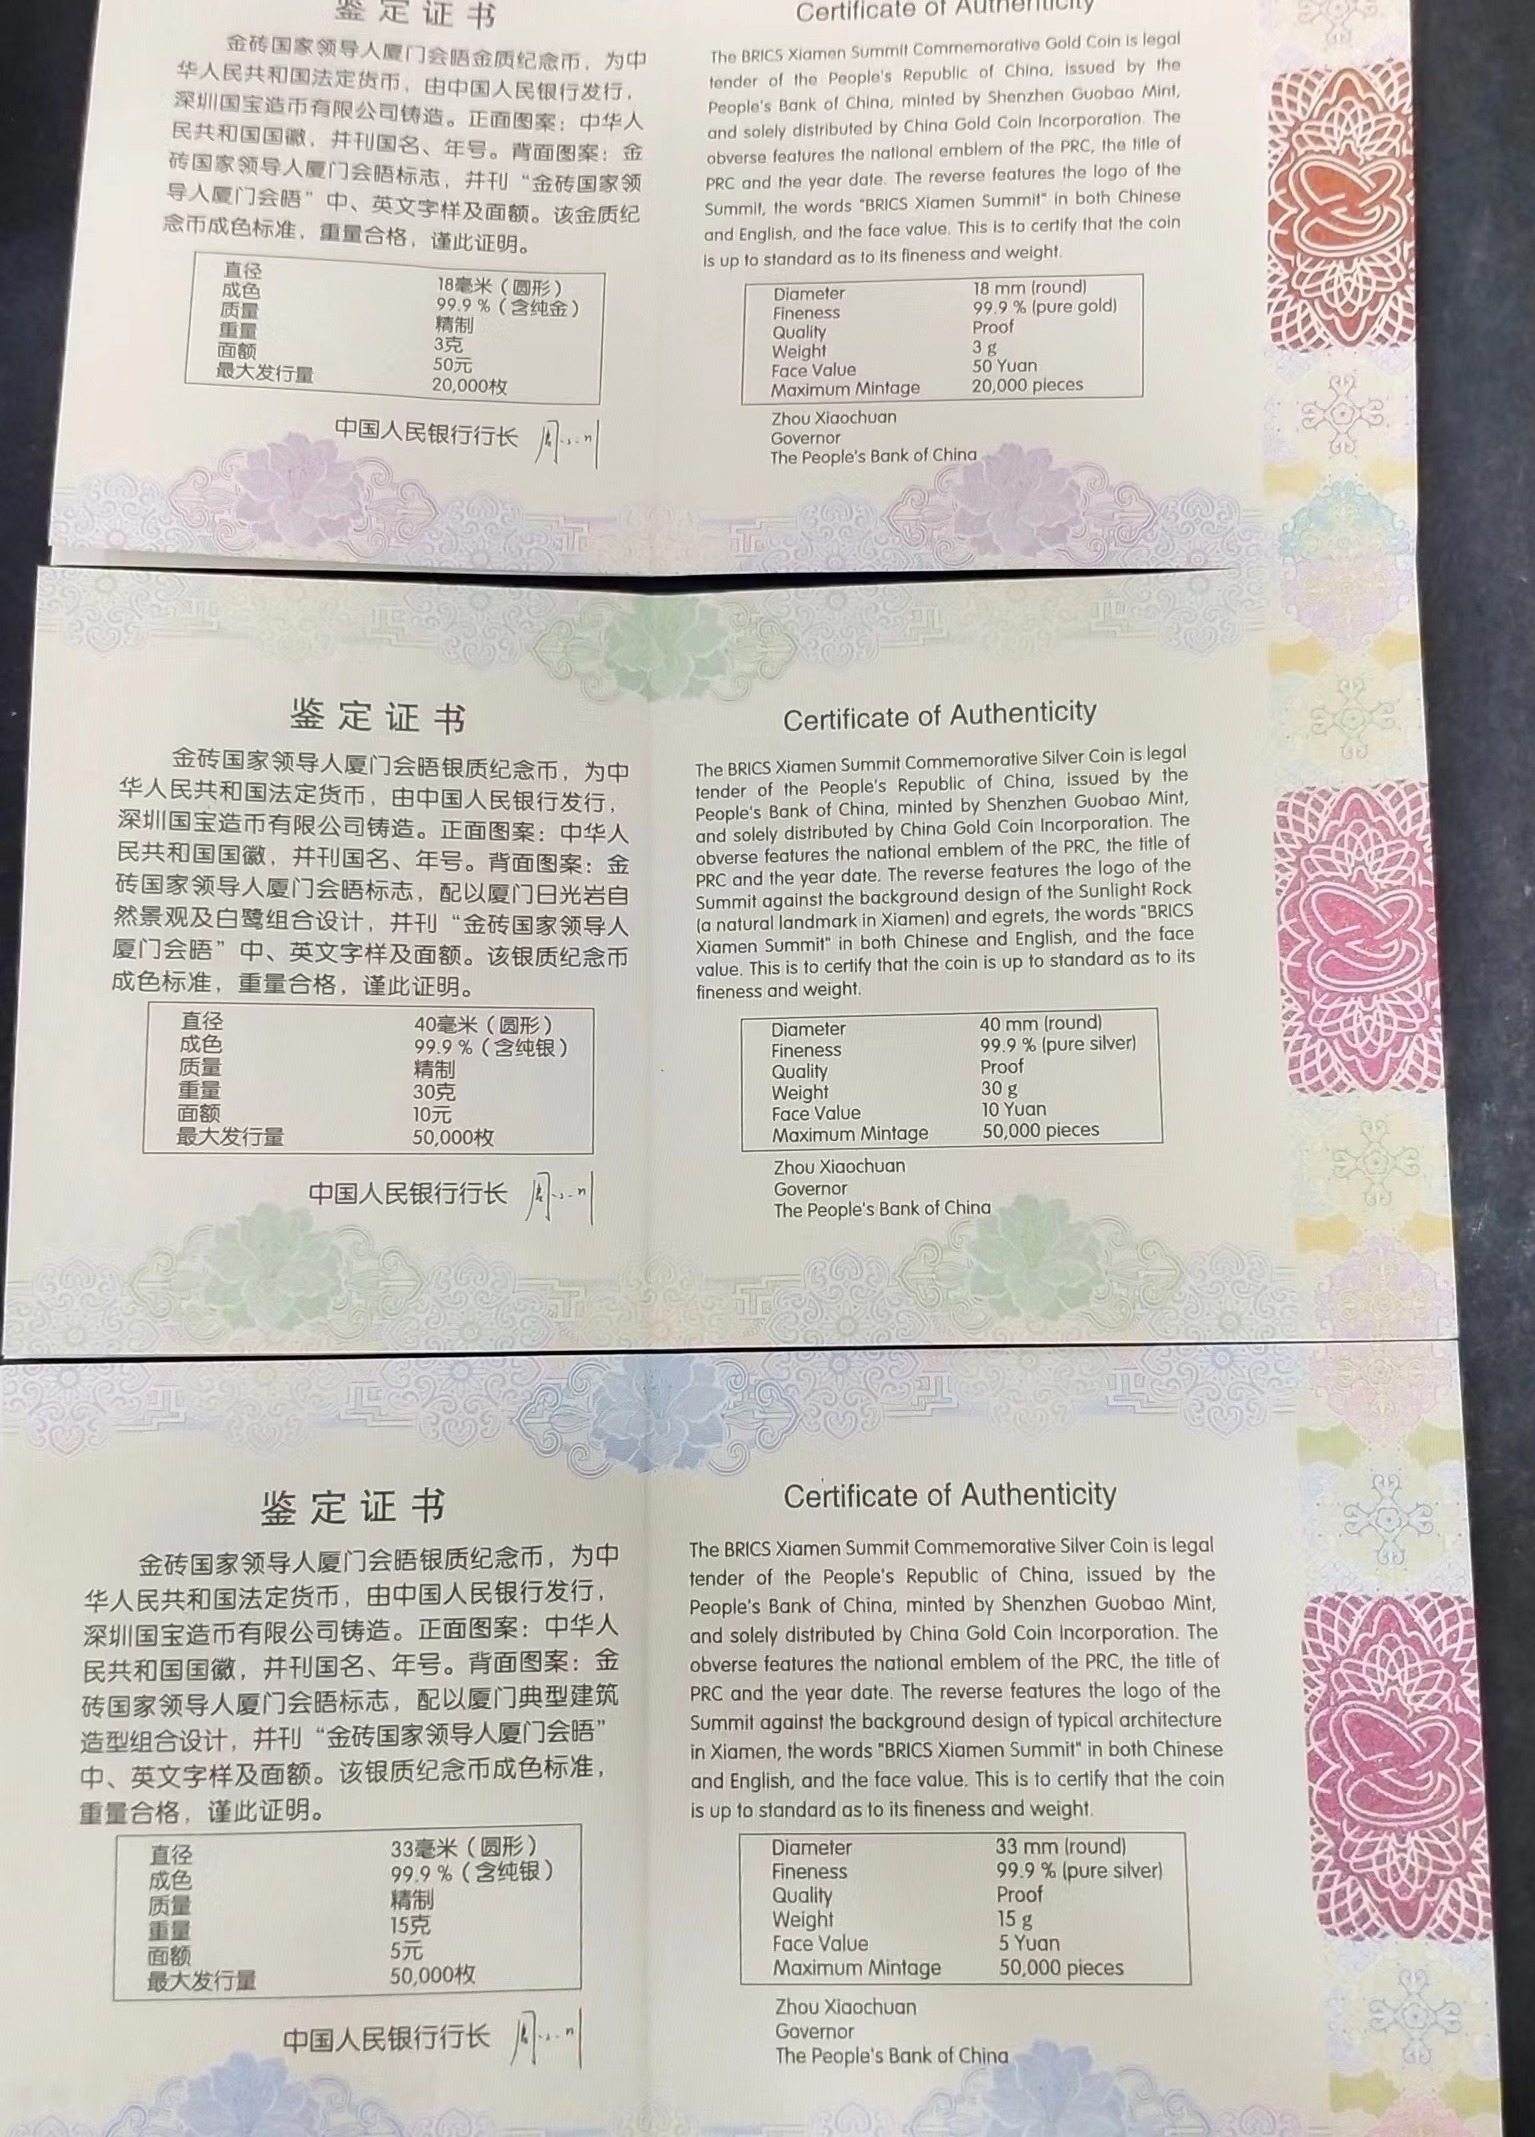 鉴定证书
金砖国家领导人厦门会晤金质纪念币，为中
华人民共和国法定货币，由中国人民银行发行，
深圳国宝造币有限公司铸造。正面图案：中华人
民共和国国徽，并刊国名、年号。背面图案：金
砖国家领导人厦门会晤标志，并刊“金砖国家领
导人厦门会晤”中、英文字样及面额。该金质纪
念币成色标准，重量合格，谨此证明。
直径 18毫米（圆形）
成色 99.9％（含纯金）
质量 精制
重量 3克
面额 50元
最大发行量 20,000枚
中国人民银行行长
Certificate of Authenticity
The BRICS Xiamen Summit Commemorative Gold Coin is legal
tender of the People's Republic of China, issued by the
People's Bank of China, minted by Shenzhen Guobao Mint,
and solely distributed by China Gold Coin Incorporation. The
obverse features the national emblem of the PRC, the title of
PRC and the year date. The reverse features the logo of the
Summit, the words "BRICS Xiamen Summit" in both Chinese
and English, and the face value. This is to certify that the coin
is up to standard as to its fineness and weight.
Diameter 18 mm (round)
Fineness 99.9 % (pure gold)
Quality Proof
Weight 3 g
Face Value 50 Yuan
Maximum Mintage 20,000 pieces
Zhou Xiaochuan
Governor
The People's Bank of China
鉴定证书
金砖国家领导人厦门会晤银质纪念币，为中
华人民共和国法定货币，由中国人民银行发行，
深圳国宝造币有限公司铸造。正面图案：中华人
民共和国国徽，并刊国名、年号。背面图案：金
砖国家领导人厦门会晤标志，配以厦门日光岩自
然景观及白鹭组合设计，并刊“金砖国家领导人
厦门会晤”中、英文字样及面额。该银质纪念币
成色标准，重量合格，谨此证明。
直径 40毫米（圆形）
成色 99.9％（含纯银）
质量 精制
重量 30克
面额 10元
最大发行量 50,000枚
中国人民银行行长
Certificate of Authenticity
The BRICS Xiamen Summit Commemorative Silver Coin is legal
tender of the People's Republic of China, issued by the
People's Bank of China, minted by Shenzhen Guobao Mint,
and solely distributed by China Gold Coin Incorporation. The
obverse features the national emblem of the PRC, the title of
PRC and the year date. The reverse features the logo of the
Summit against the background design of the Sunlight Rock
(a natural landmark in Xiamen) and egrets, the words "BRICS
Xiamen Summit" in both Chinese and English, and the face
value. This is to certify that the coin is up to standard as to its
fineness and weight.
Diameter 40 mm (round)
Fineness 99.9 % (pure silver)
Quality Proof
Weight 30 g
Face Value 10 Yuan
Maximum Mintage 50,000 pieces
Zhou Xiaochuan
Governor
The People's Bank of China
鉴定证书
金砖国家领导人厦门会晤银质纪念币，为中
华人民共和国法定货币，由中国人民银行发行，
深圳国宝造币有限公司铸造。正面图案：中华人
民共和国国徽，并刊国名、年号。背面图案：金
砖国家领导人厦门会晤标志，配以厦门典型建筑
造型组合设计，并刊“金砖国家领导人厦门会晤”
中、英文字样及面额。该银质纪念币成色标准，
重量合格，谨此证明。
直径 33毫米（圆形）
成色 99.9％（含纯银）
质量 精制
重量 15克
面额 5元
最大发行量 50,000枚
中国人民银行行长
Certificate of Authenticity
The BRICS Xiamen Summit Commemorative Silver Coin is legal
tender of the People's Republic of China, issued by the
People's Bank of China, minted by Shenzhen Guobao Mint,
and solely distributed by China Gold Coin Incorporation. The
obverse features the national emblem of the PRC, the title of
PRC and the year date. The reverse features the logo of the
Summit against the background design of typical architecture
in Xiamen, the words "BRICS Xiamen Summit" in both Chinese
and English, and the face value. This is to certify that the coin
is up to standard as to its fineness and weight.
Diameter 33 mm (round)
Fineness 99.9 % (pure silver)
Quality Proof
Weight 15 g
Face Value 5 Yuan
Maximum Mintage 50,000 pieces
Zhou Xiaochuan
Governor
The People's Bank of China